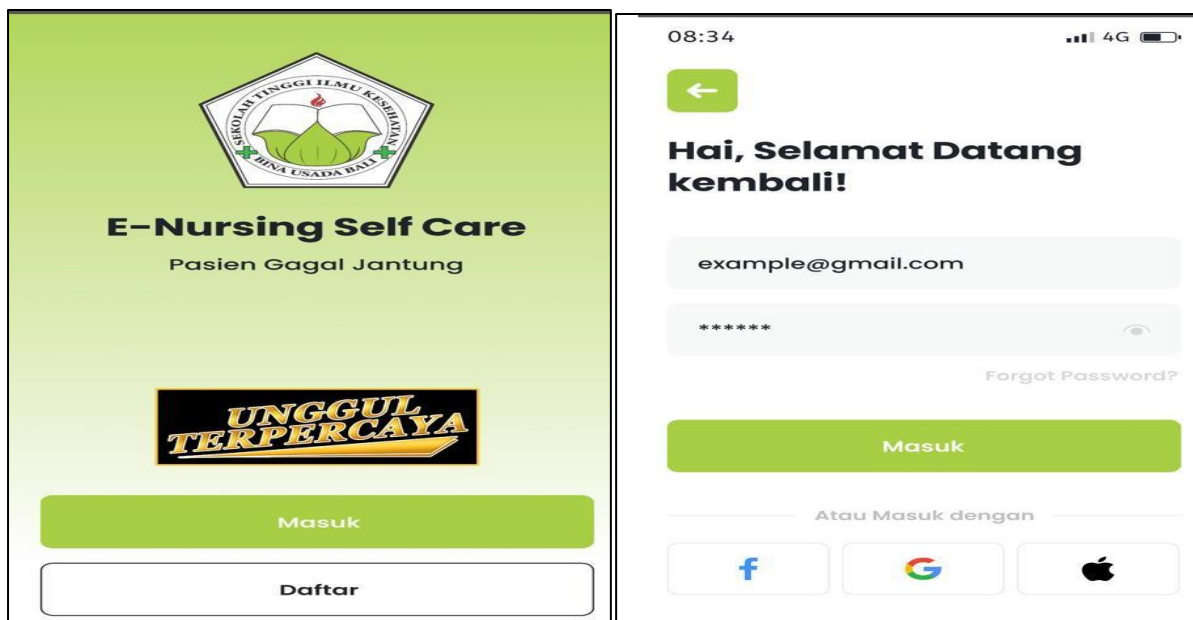 SEKOLAH TINGGI ILMU KESEHATAN
BINA USADA BALI
E-Nursing Self Care
Pasien Gagal Jantung
UNGGUL
TERPERCAYA
Masuk
Daftar
08:34
4G
Hai, Selamat Datang
kembali!
example@gmail.com
******
Forgot Password?
Masuk
Atau Masuk dengan